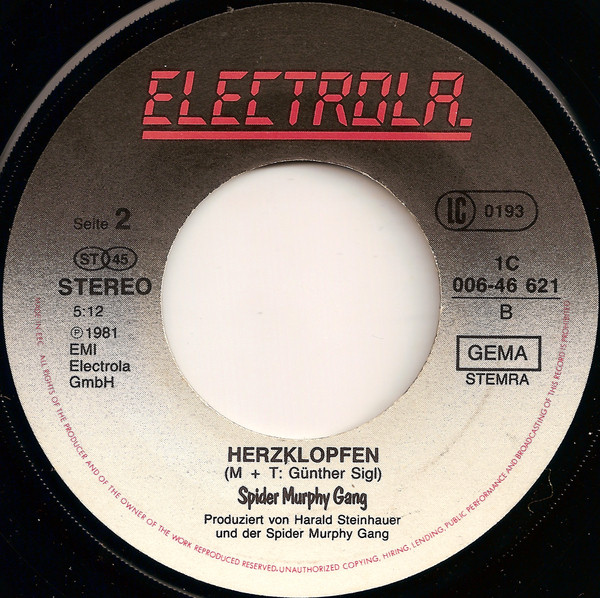 ELECTROLA.
Seite 2
LC 0193
ST 45
STEREO
1C
006-46 621
B
5:12
℗ 1981
EMI
Electrola
GmbH
GEMA
STEMRA
HERZKLOPFEN
(M + T: Günther Sigl)
Spider Murphy Gang
Produziert von Harald Steinhauer
und der Spider Murphy Gang
MADE IN EEC. ALL RIGHTS OF THE PRODUCER AND OF THE OWNER OF THE WORK REPRODUCED RESERVED. UNAUTHORIZED COPYING, HIRING, LENDING, PUBLIC PERFORMANCE AND BROADCASTING OF THIS RECORD IS PROHIBITED